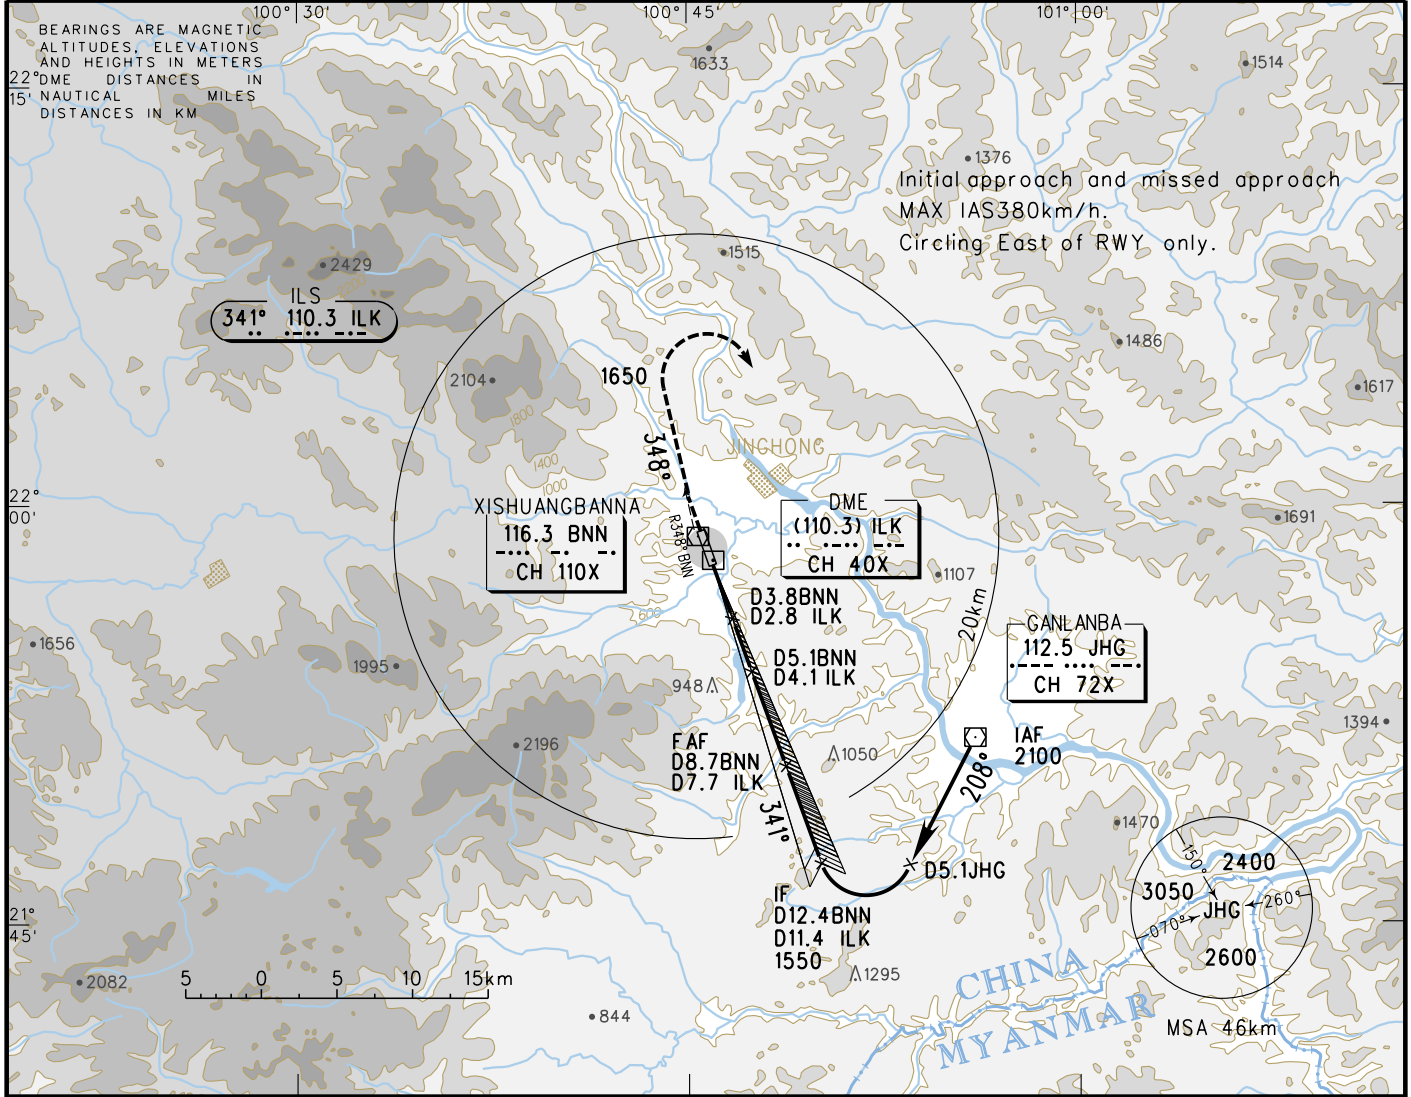 100° 30'
100° 45'
101° 00'
BEARINGS ARE MAGNETIC
ALTITUDES, ELEVATIONS
AND HEIGHTS IN METERS
DME DISTANCES IN
NAUTICAL MILES
DISTANCES IN KM
22°
15'
1633
1514
1376
Initial approach and missed approach
MAX IAS380km/h.
Circling East of RWY only.
1515
2429
ILS
341° 110.3 ILK
1486
1650
2104
1617
1800
348°
JINGHONG
1400
1000
22°
00'
XISHUANGBANNA
116.3 BNN
CH 110X
R348° BNN
DME
(110.3) ILK
CH 40X
1691
1107
600
D3.8BNN
D2.8 ILK
20km
GANLANBA
112.5 JHG
CH 72X
1656
1995
D5.1BNN
D4.1 ILK
948
1394
2196
FAF
D8.7BNN
D7.7 ILK
1050
IAF
2100
208°
341°
1470
D5.1JHG
150°
2400
3050
JHG
260°
070°
2600
MSA 46km
IF
D12.4BNN
D11.4 ILK
1550
21°
45'
1295
CHINA
MYANMAR
2082
5 0 5 10 15km
844